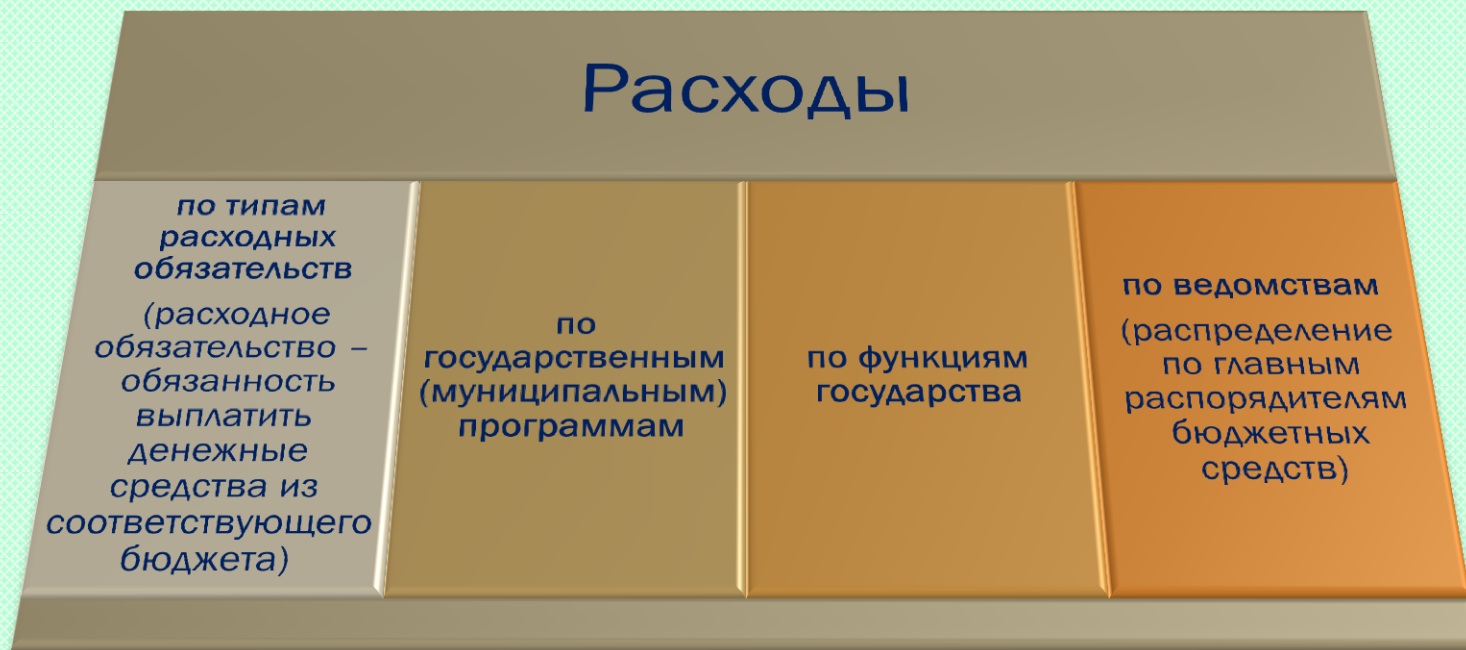 Расходы
по типам
расходных
обязательств
(расходное
обязательство –
обязанность
выплатить
денежные
средства из
соответствующего
бюджета)
по
государственным
(муниципальным)
программам
по функциям
государства
по ведомствам
(распределение
по главным
распорядителям
бюджетных
средств)